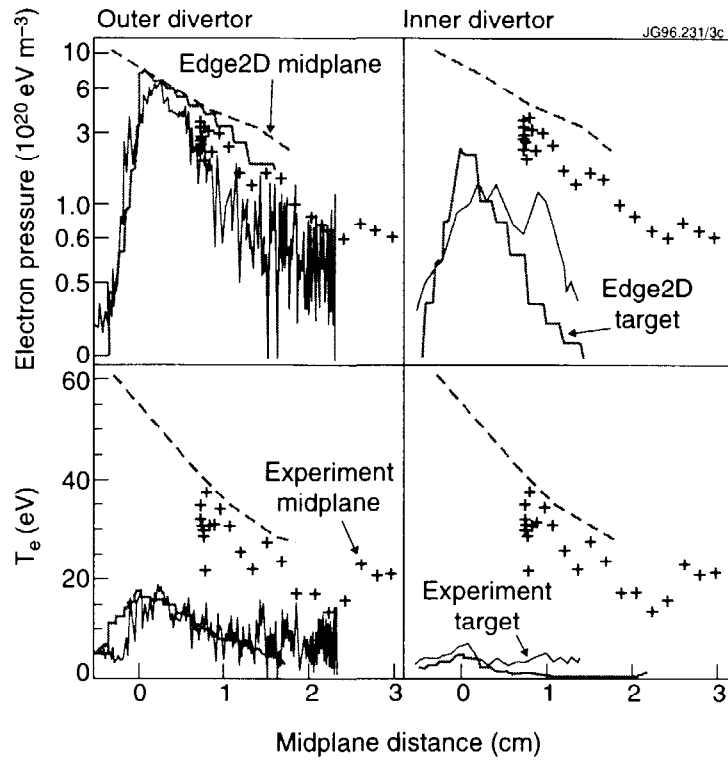 Outer divertor
Inner divertor
JG96.231/3c
Electron pressure (10²⁰ eV m⁻³)
10
6
3
1.0
0.6
0.5
0
Edge2D midplane
Edge2D
target
Tₑ (eV)
60
40
20
0
Experiment
midplane
Experiment
target
0
1
2
3
0
1
2
3
Midplane distance (cm)